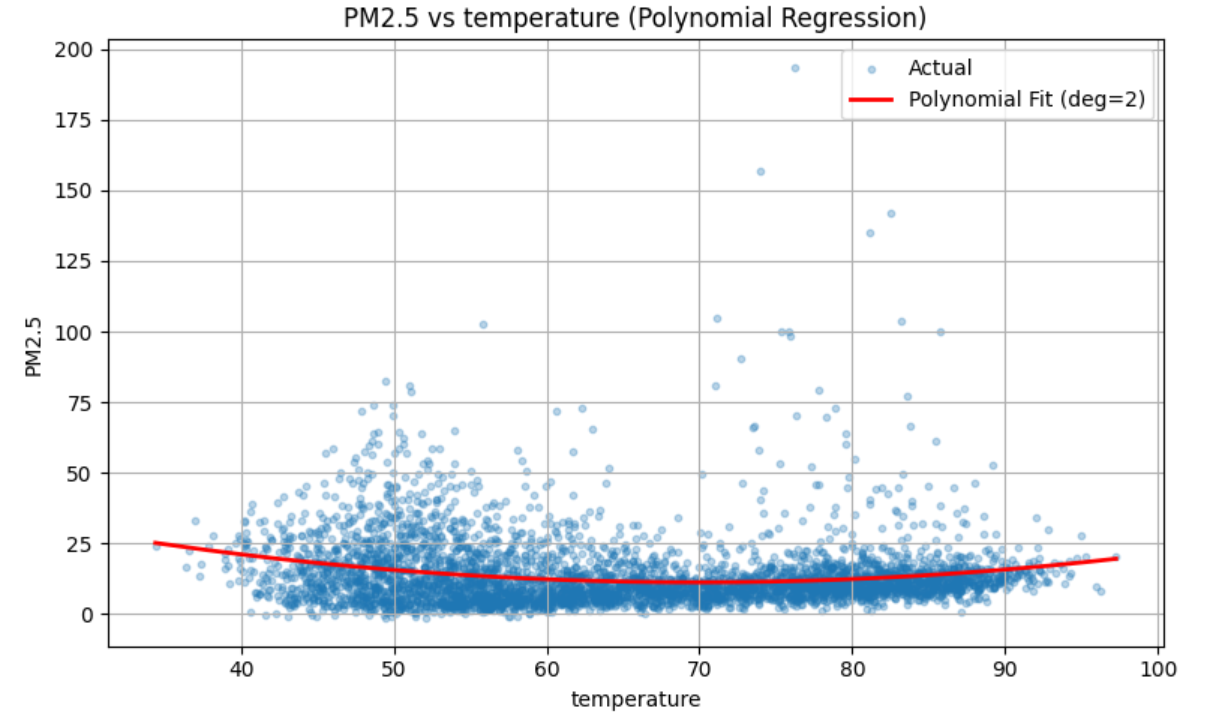 PM2.5 vs temperature (Polynomial Regression)
Actual
Polynomial Fit (deg=2)
200
175
150
125
100
75
50
25
0
PM2.5
40 50 60 70 80 90 100
temperature